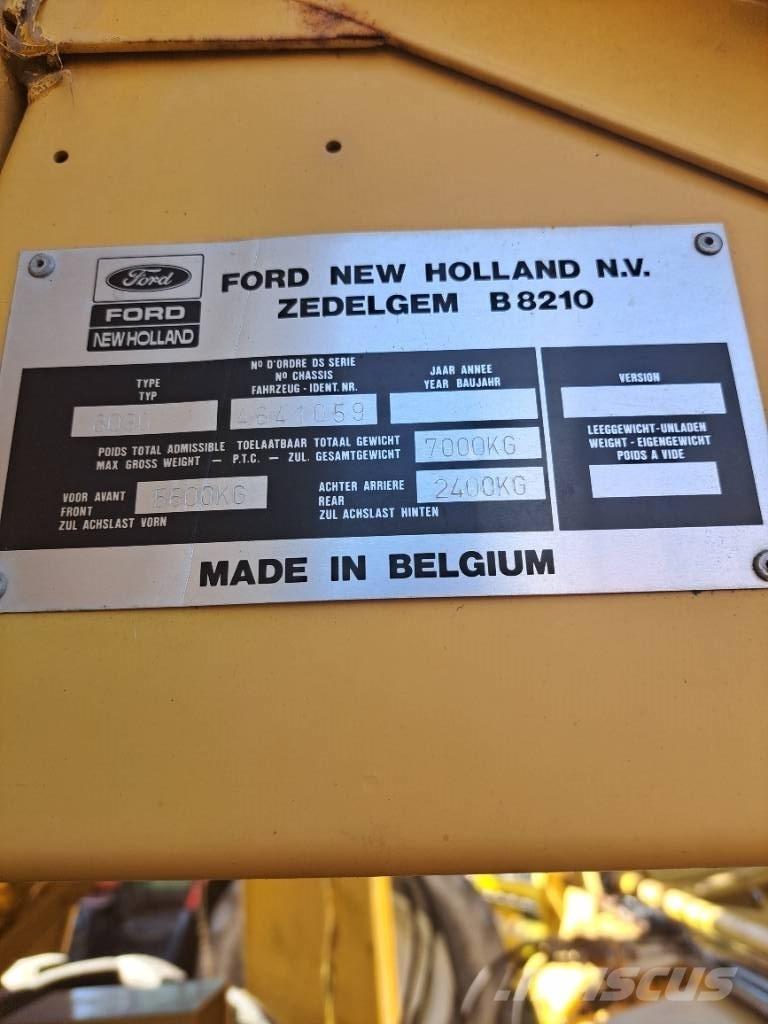 Ford
FORD
NEW HOLLAND
FORD NEW HOLLAND N.V.
ZEDELGEM B 8210
TYPE
TYP
Nº D'ORDRE DS SERIE
Nº CHASSIS
FAHRZEUG - IDENT. NR.
4641059
JAAR ANNEE
YEAR BAUJAHR
POIDS TOTAL ADMISSIBLE TOELAATBAAR TOTAAL GEWICHT
MAX GROSS WEIGHT — P.T.C. — ZUL. GESAMTGEWICHT
7000KG
VOOR AVANT
FRONT
ZUL ACHSLAST VORN
ACHTER ARRIERE
REAR
ZUL ACHSLAST HINTEN
2400KG
VERSION
LEEGGEWICHT-UNLADEN
WEIGHT - EIGENGEWICHT
POIDS A VIDE
MADE IN BELGIUM